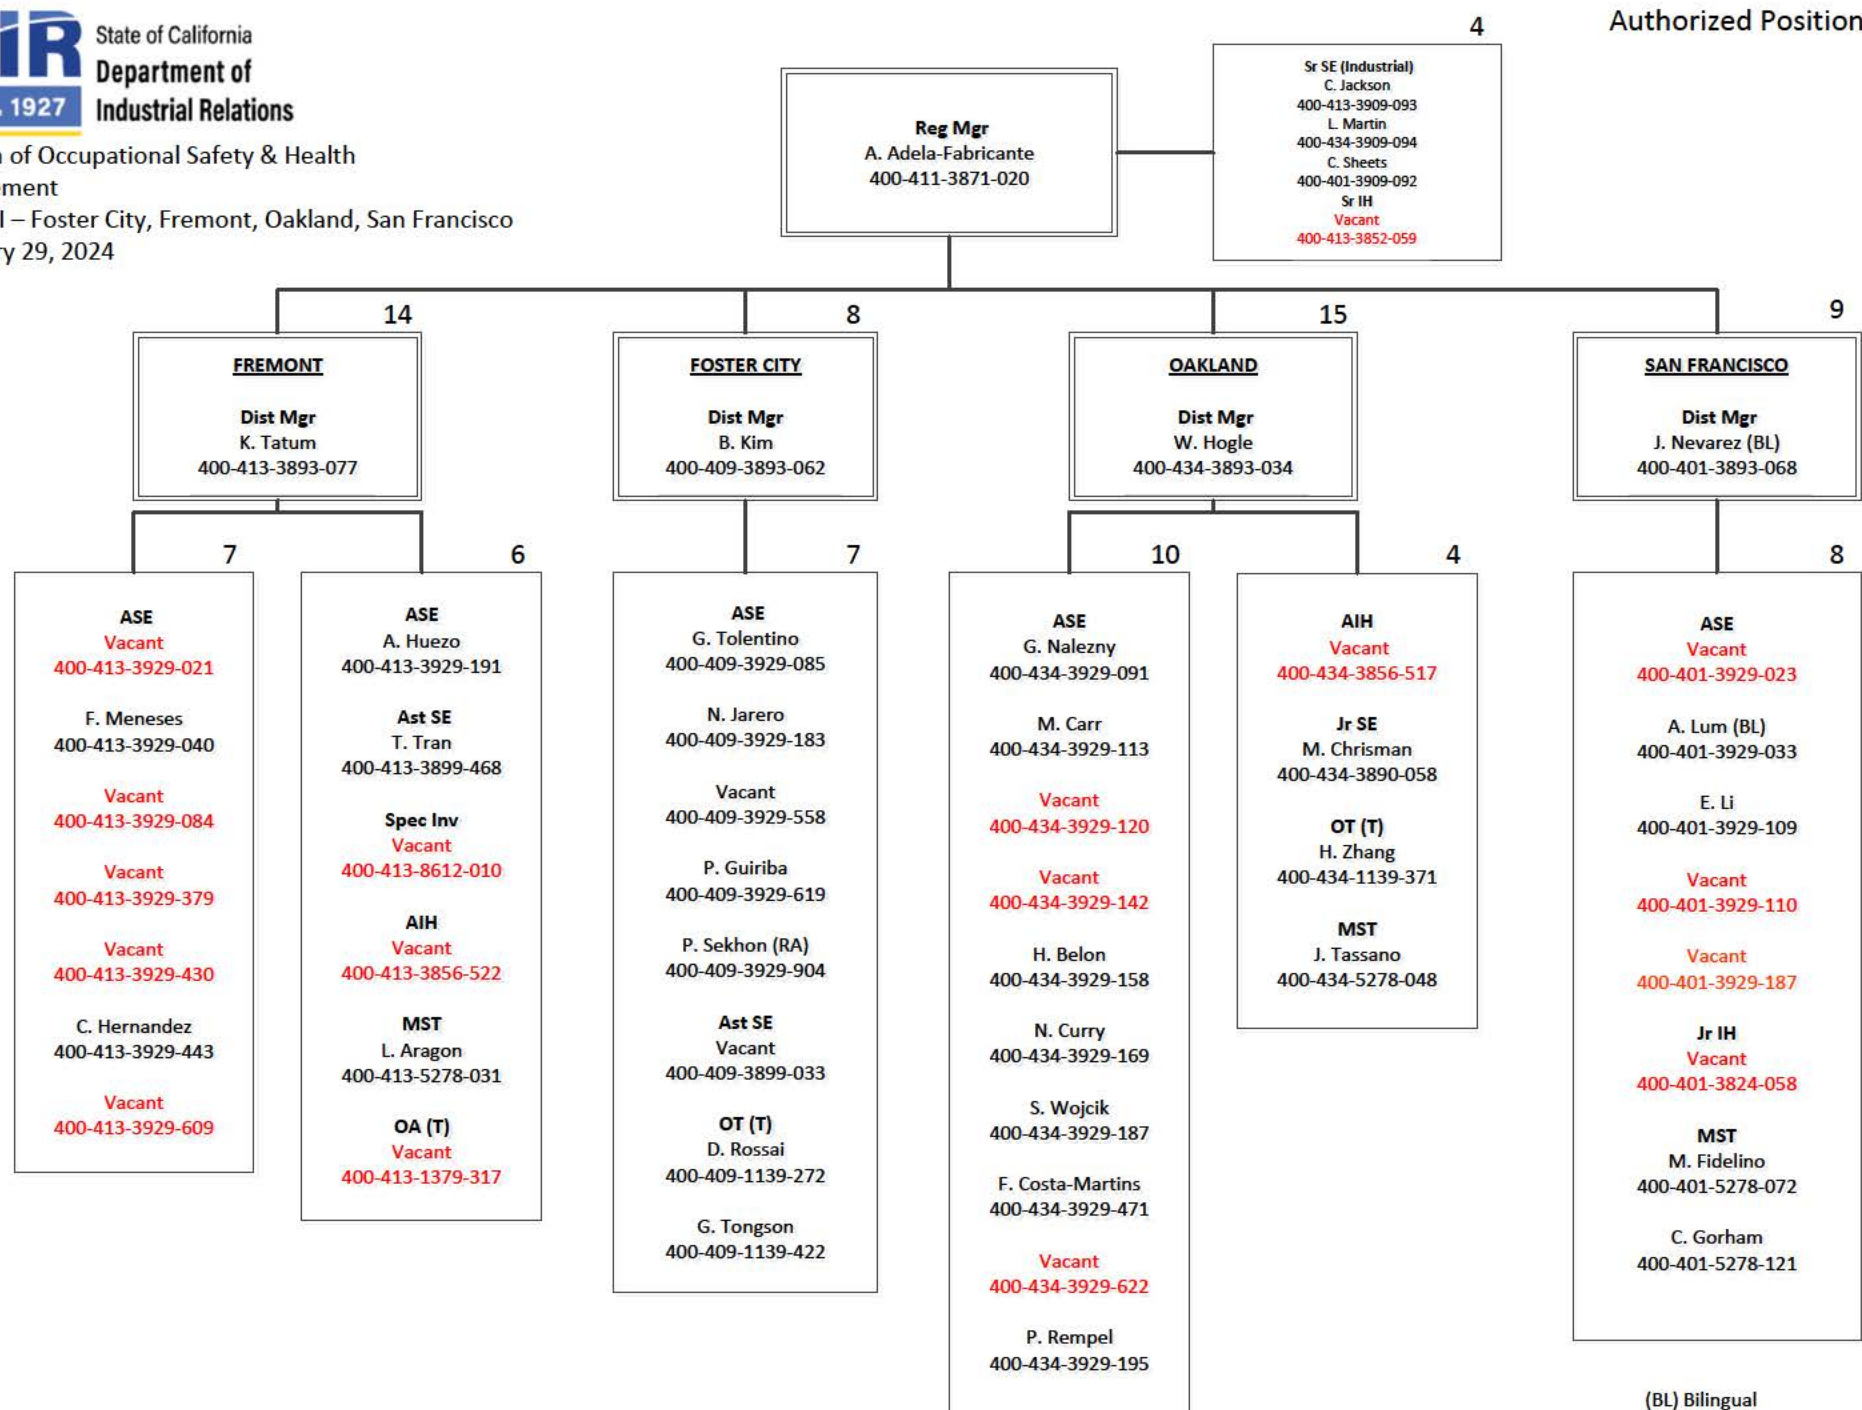 IR
1927
State of California
Department of
Industrial Relations
of Occupational Safety & Health
– Foster City, Fremont, Oakland, San Francisco
29, 2024
Authorized Position
Reg Mgr
A. Adela-Fabricante
400-411-3871-020
4
Sr SE (Industrial)
C. Jackson
400-413-3909-093
L. Martin
400-434-3909-094
C. Sheets
400-401-3909-092
Sr IH
Vacant
400-413-3852-059
14
FREMONT
Dist Mgr
K. Tatum
400-413-3893-077
8
FOSTER CITY
Dist Mgr
B. Kim
400-409-3893-062
15
OAKLAND
Dist Mgr
W. Hogle
400-434-3893-034
9
SAN FRANCISCO
Dist Mgr
J. Nevarez (BL)
400-401-3893-068
7
ASE
Vacant
400-413-3929-021
F. Meneses
400-413-3929-040
Vacant
400-413-3929-084
Vacant
400-413-3929-379
Vacant
400-413-3929-430
C. Hernandez
400-413-3929-443
Vacant
400-413-3929-609
6
ASE
A. Huezo
400-413-3929-191
Ast SE
T. Tran
400-413-3899-468
Spec Inv
Vacant
400-413-8612-010
AIH
Vacant
400-413-3856-522
MST
L. Aragon
400-413-5278-031
OA (T)
Vacant
400-413-1379-317
7
ASE
G. Tolentino
400-409-3929-085
N. Jarero
400-409-3929-183
Vacant
400-409-3929-558
P. Guiriba
400-409-3929-619
P. Sekhon (RA)
400-409-3929-904
Ast SE
Vacant
400-409-3899-033
OT (T)
D. Rossai
400-409-1139-272
G. Tongson
400-409-1139-422
10
ASE
G. Nalezny
400-434-3929-091
M. Carr
400-434-3929-113
Vacant
400-434-3929-120
Vacant
400-434-3929-142
H. Belon
400-434-3929-158
N. Curry
400-434-3929-169
S. Wojcik
400-434-3929-187
F. Costa-Martins
400-434-3929-471
Vacant
400-434-3929-622
P. Rempel
400-434-3929-195
4
AIH
Vacant
400-434-3856-517
Jr SE
M. Chrisman
400-434-3890-058
OT (T)
H. Zhang
400-434-1139-371
MST
J. Tassano
400-434-5278-048
8
ASE
Vacant
400-401-3929-023
A. Lum (BL)
400-401-3929-033
E. Li
400-401-3929-109
Vacant
400-401-3929-110
Vacant
400-401-3929-187
Jr IH
Vacant
400-401-3824-058
MST
M. Fidelino
400-401-5278-072
C. Gorham
400-401-5278-121
(BL) Bilingual